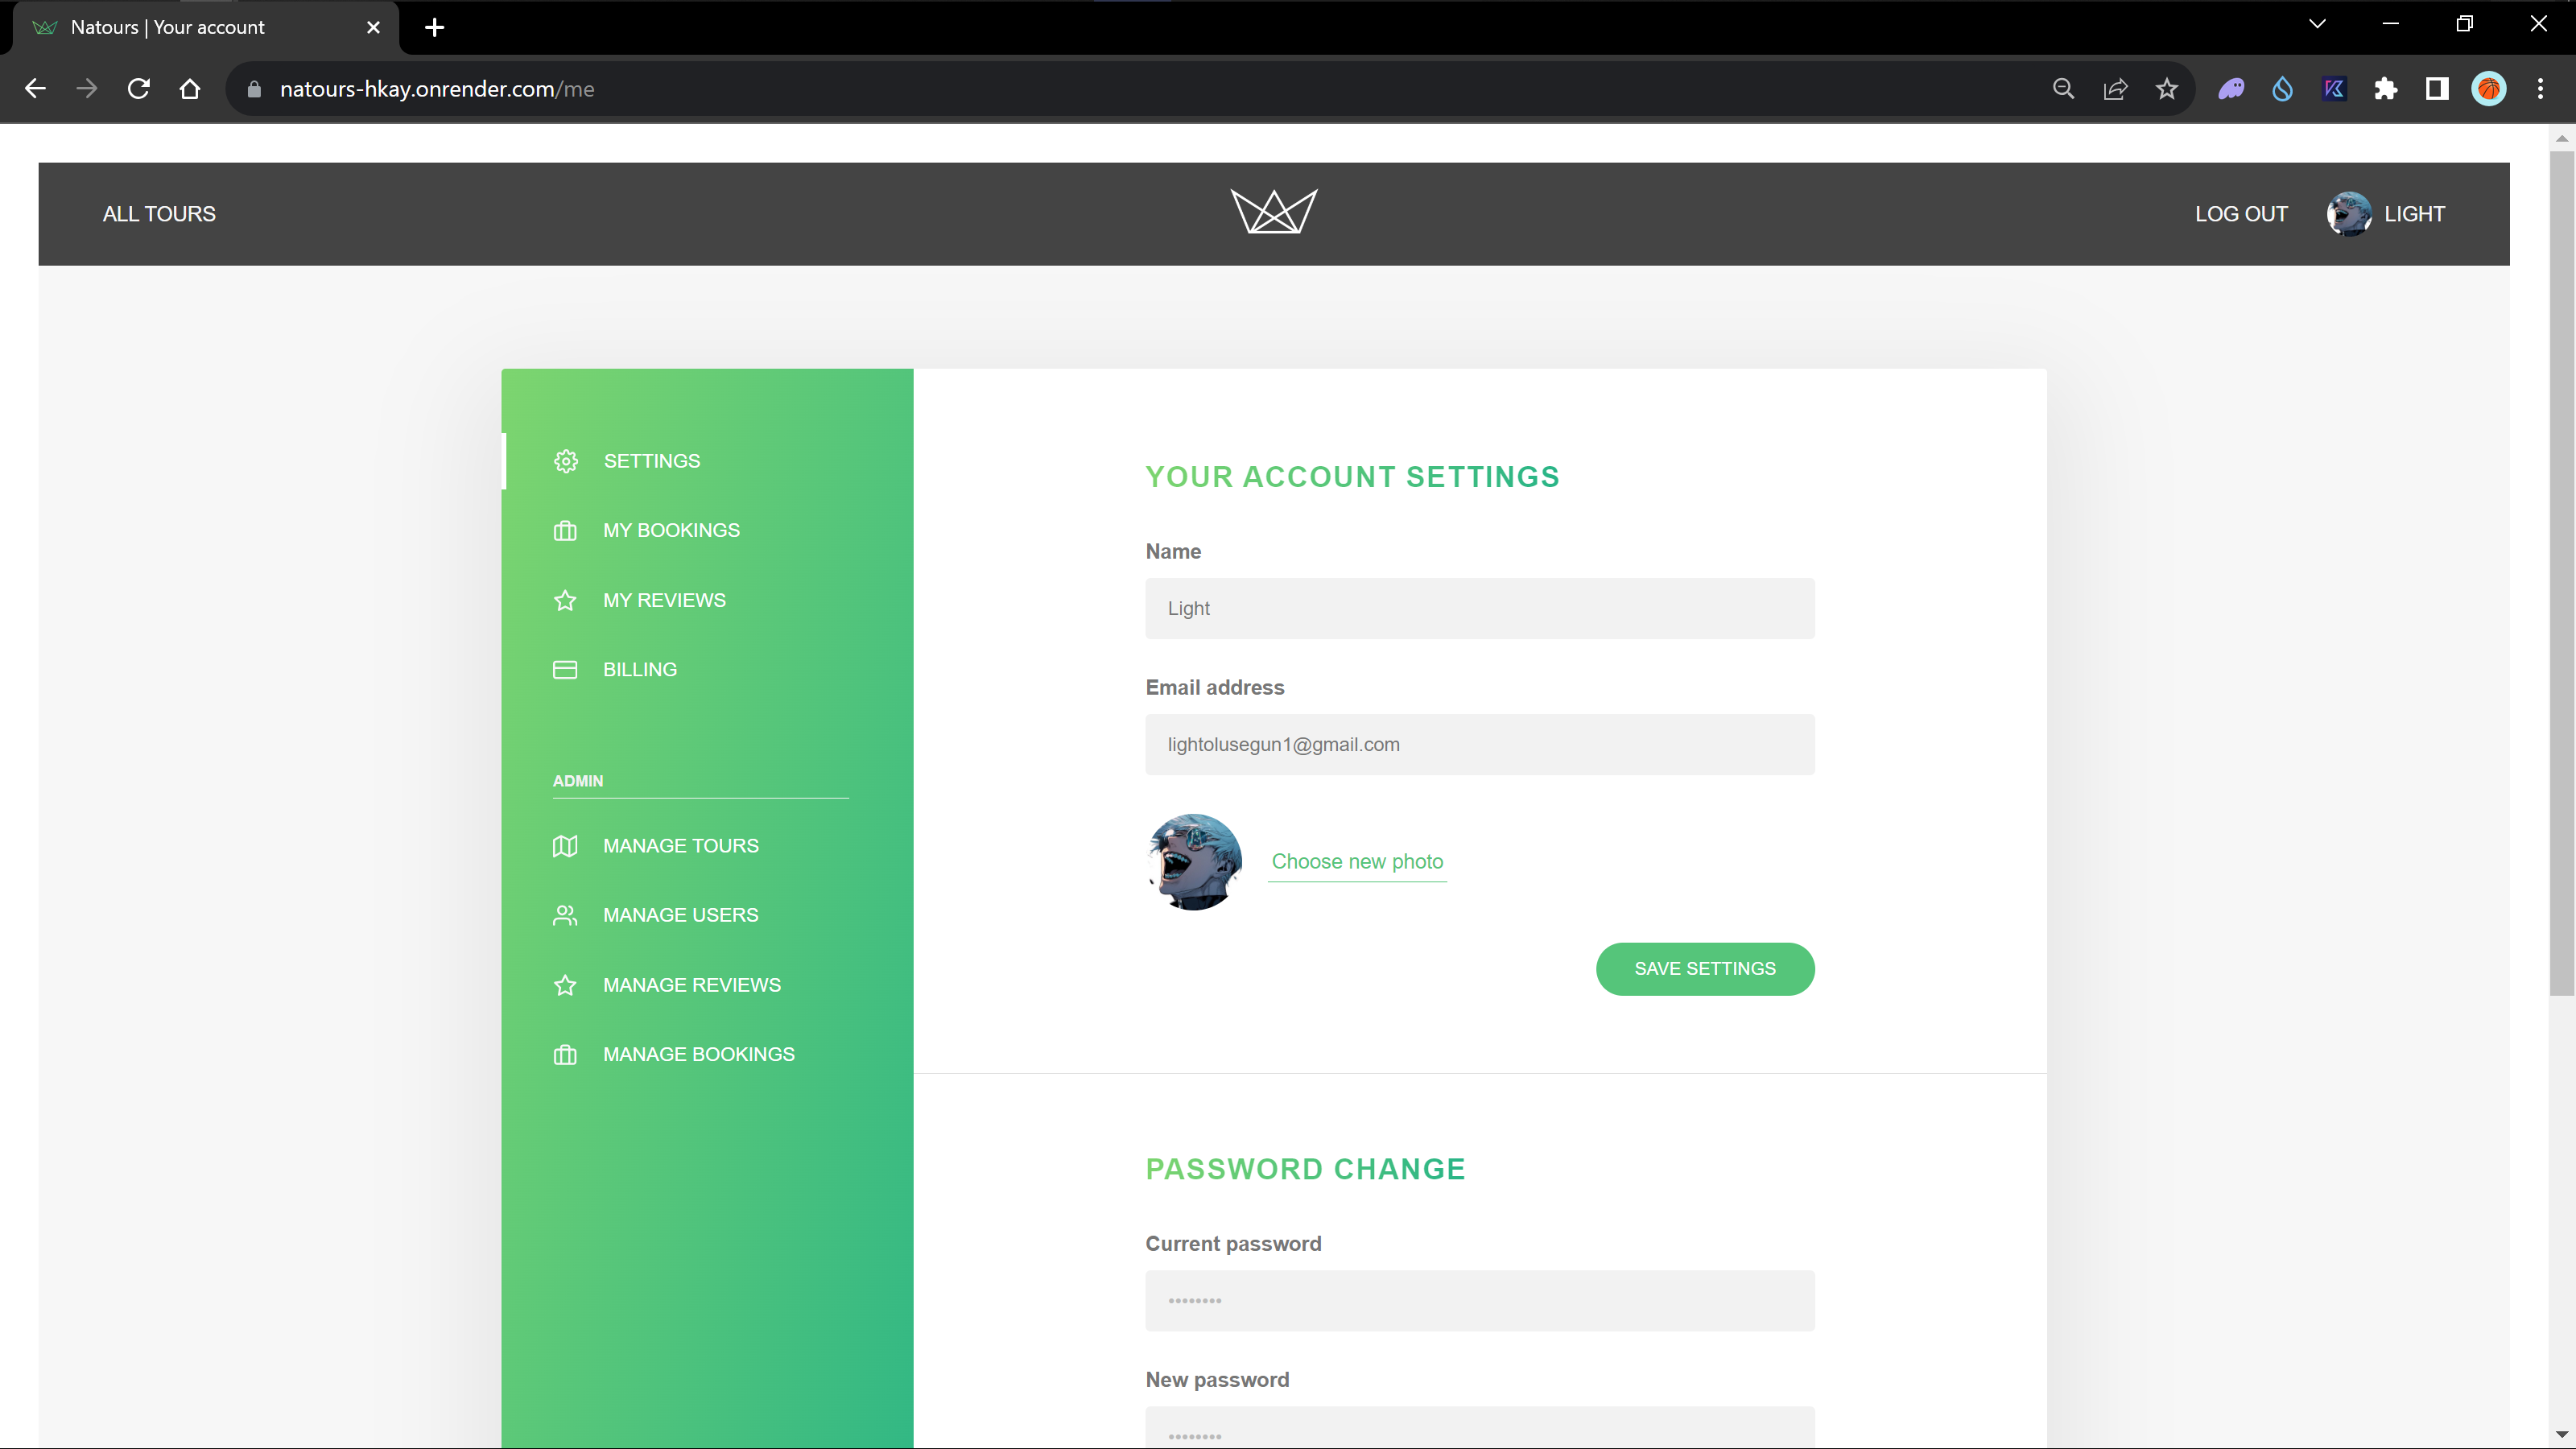 Natours | Your account
natours-hkay.onrender.com/me
ALL TOURS
LOG OUT
LIGHT
SETTINGS
MY BOOKINGS
MY REVIEWS
BILLING
ADMIN
MANAGE TOURS
MANAGE USERS
MANAGE REVIEWS
MANAGE BOOKINGS
YOUR ACCOUNT SETTINGS
Name
Light
Email address
lightolusegun1@gmail.com
Choose new photo
SAVE SETTINGS
PASSWORD CHANGE
Current password
••••••••
New password
••••••••